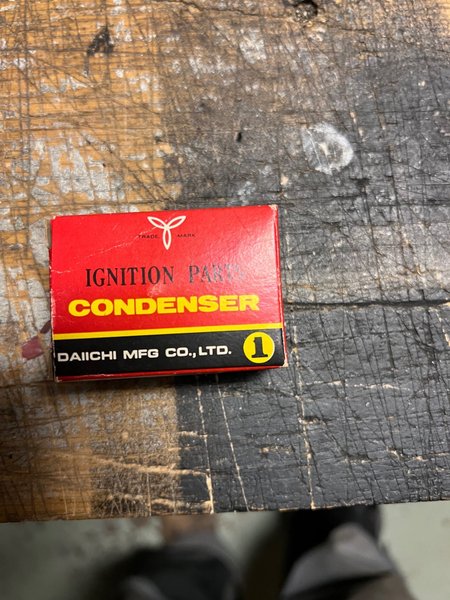 TRADE MARK
IGNITION PARTS
CONDENSER
DAIICHI MFG CO., LTD. 1